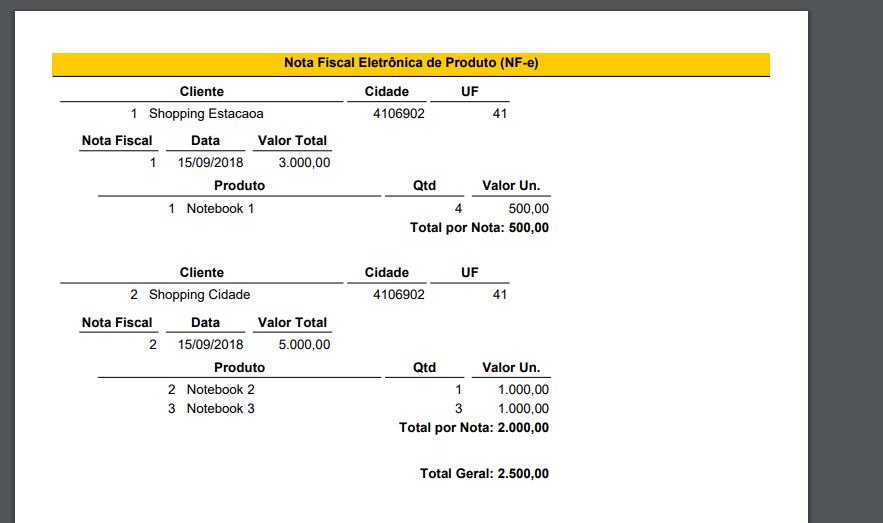 Nota Fiscal Eletrônica de Produto (NF-e)
Cliente Cidade UF
1 Shopping Estacaoa 4106902 41
Nota Fiscal Data Valor Total
1 15/09/2018 3.000,00
Produto Qtd Valor Un.
1 Notebook 1 4 500,00
Total por Nota: 500,00
Cliente Cidade UF
2 Shopping Cidade 4106902 41
Nota Fiscal Data Valor Total
2 15/09/2018 5.000,00
Produto Qtd Valor Un.
2 Notebook 2 1 1.000,00
3 Notebook 3 3 1.000,00
Total por Nota: 2.000,00
Total Geral: 2.500,00